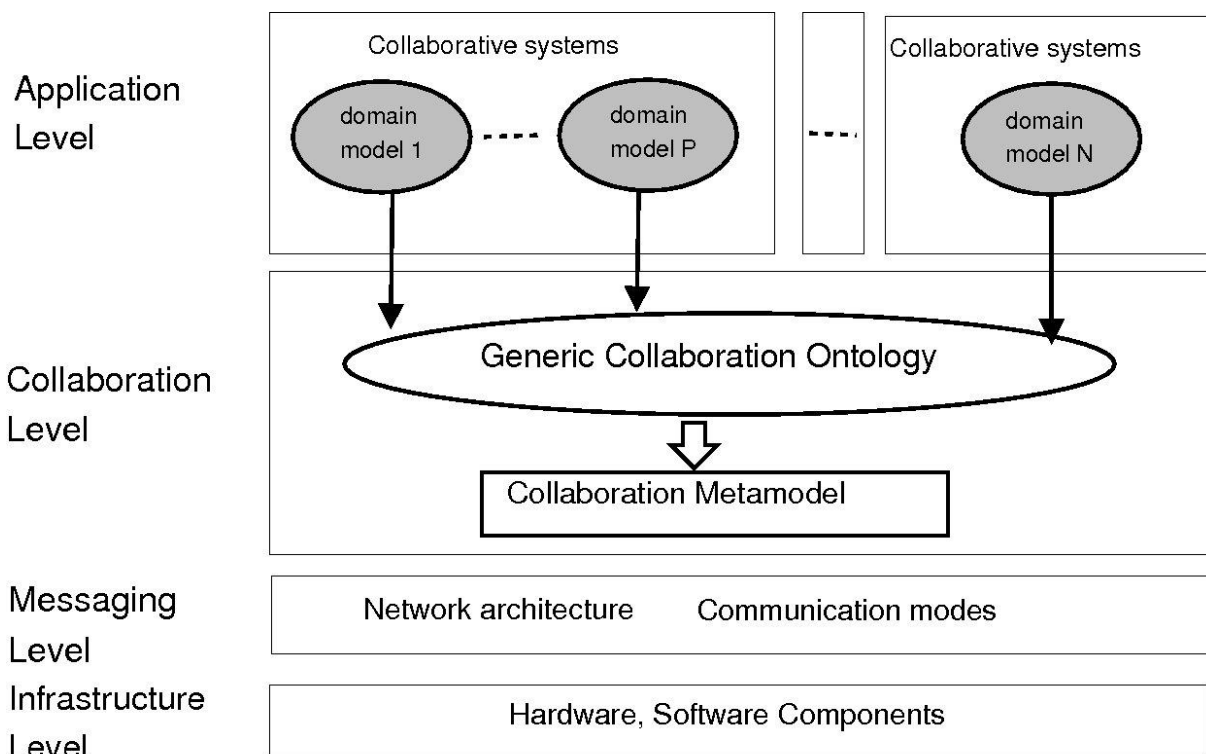 Application
Level
Collaborative systems
domain
model 1
domain
model P
Collaborative systems
domain
model N
Collaboration
Level
Generic Collaboration Ontology
Collaboration Metamodel
Messaging
Level
Network architecture
Communication modes
Infrastructure
Level
Hardware, Software Components